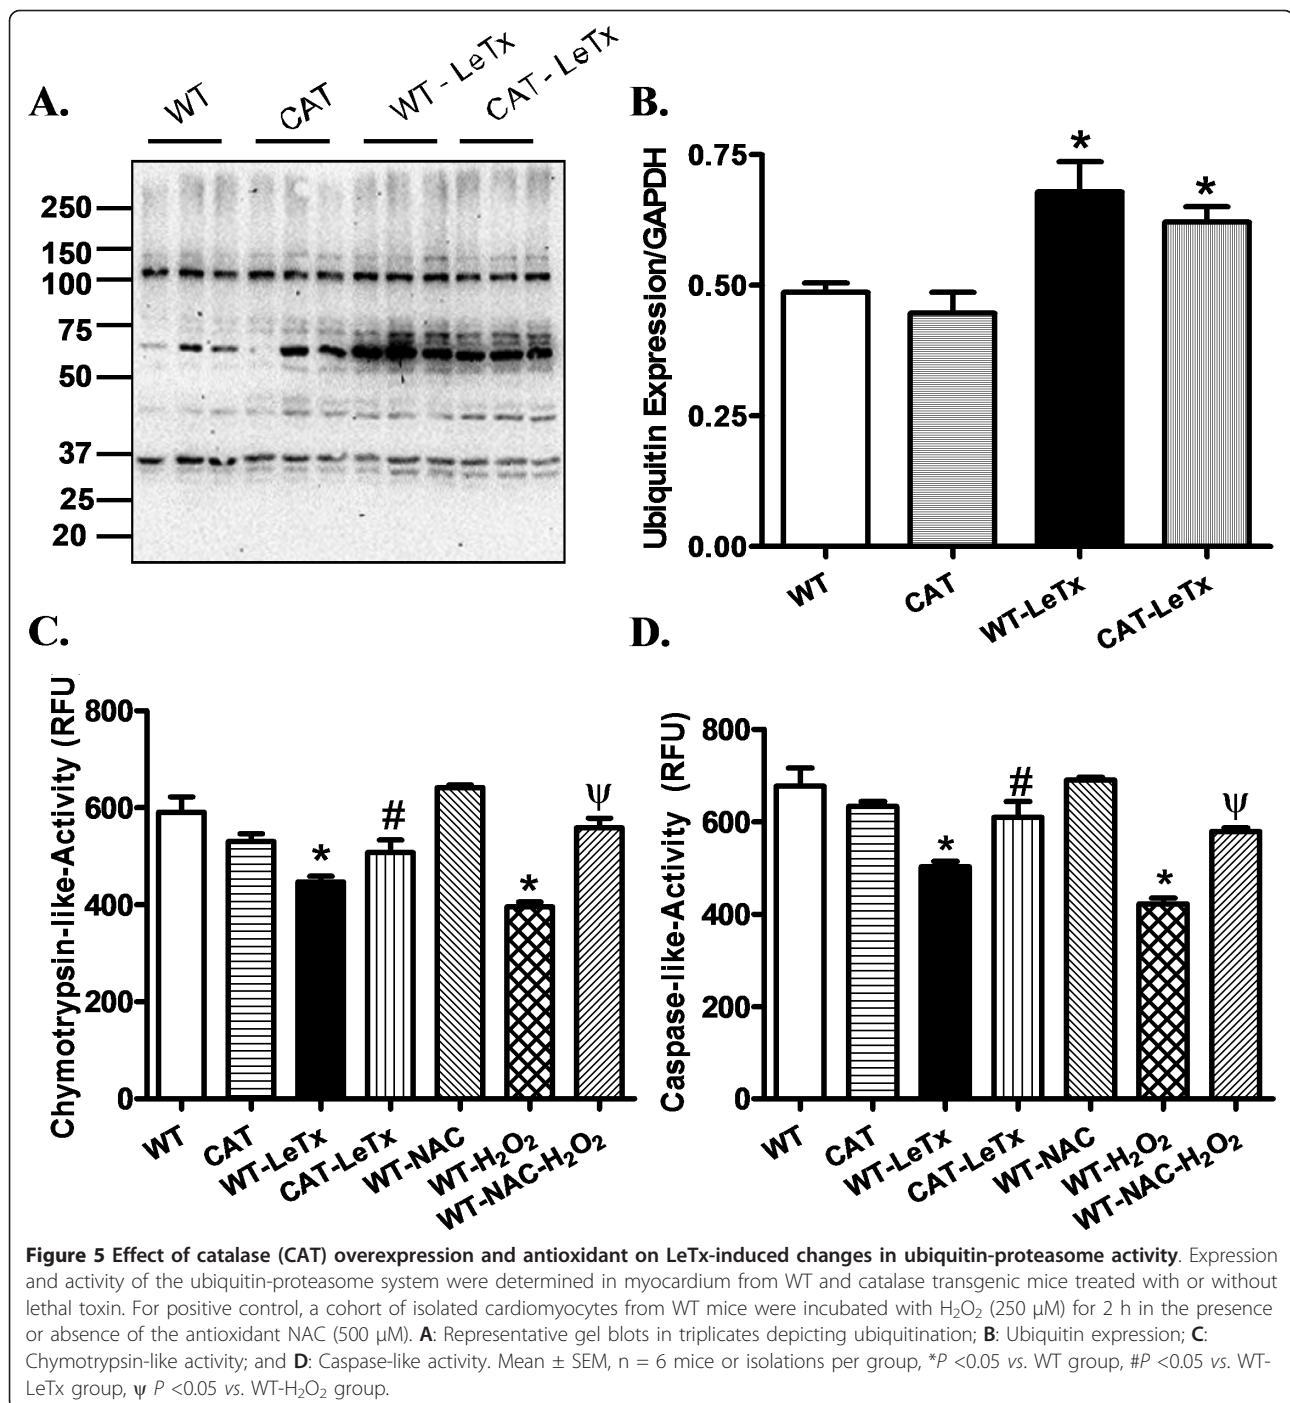 A.
WT
CAT
WT - LeTx
CAT - LeTx
250
150
100
75
50
37
25
20
B.
Ubiquitin Expression/GAPDH
0.75
0.50
0.25
0.00
*
*
WT
CAT
WT-LeTx
CAT-LeTx
C.
Chymotrypsin-like-Activity (RFU
800
600
400
200
0
*
#
*
ψ
WT
CAT
WT-LeTx
CAT-LeTx
WT-NAC
WT-H₂O₂
WT-NAC-H₂O₂
D.
Caspase-like-Activity (RFU)
800
600
400
200
0
*
#
*
ψ
WT
CAT
WT-LeTx
CAT-LeTx
WT-NAC
WT-H₂O₂
WT-NAC-H₂O₂
Figure 5 Effect of catalase (CAT) overexpression and antioxidant on LeTx-induced changes in ubiquitin-proteasome activity. Expression
and activity of the ubiquitin-proteasome system were determined in myocardium from WT and catalase transgenic mice treated with or without
lethal toxin. For positive control, a cohort of isolated cardiomyocytes from WT mice were incubated with H₂O₂ (250 μM) for 2 h in the presence
or absence of the antioxidant NAC (500 μM). A: Representative gel blots in triplicates depicting ubiquitination; B: Ubiquitin expression; C:
Chymotrypsin-like activity; and D: Caspase-like activity. Mean ± SEM, n = 6 mice or isolations per group, *P <0.05 vs. WT group, #P <0.05 vs. WT-
LeTx group, ψ P <0.05 vs. WT-H₂O₂ group.